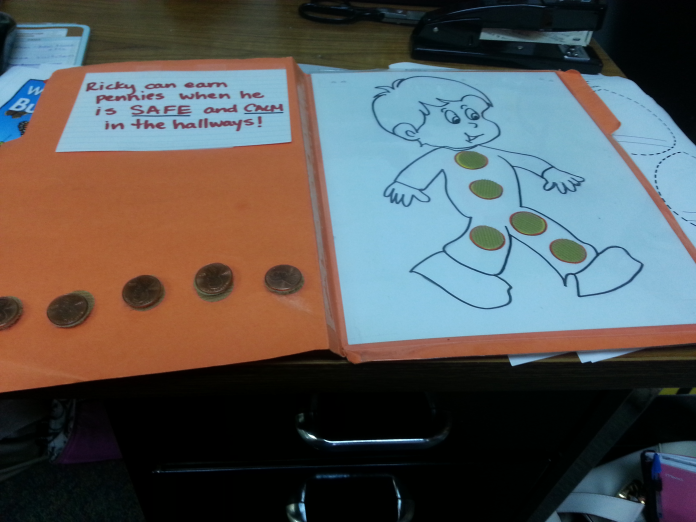 Ricky can earn
pennies when he
is SAFE and CALM
in the hallways!